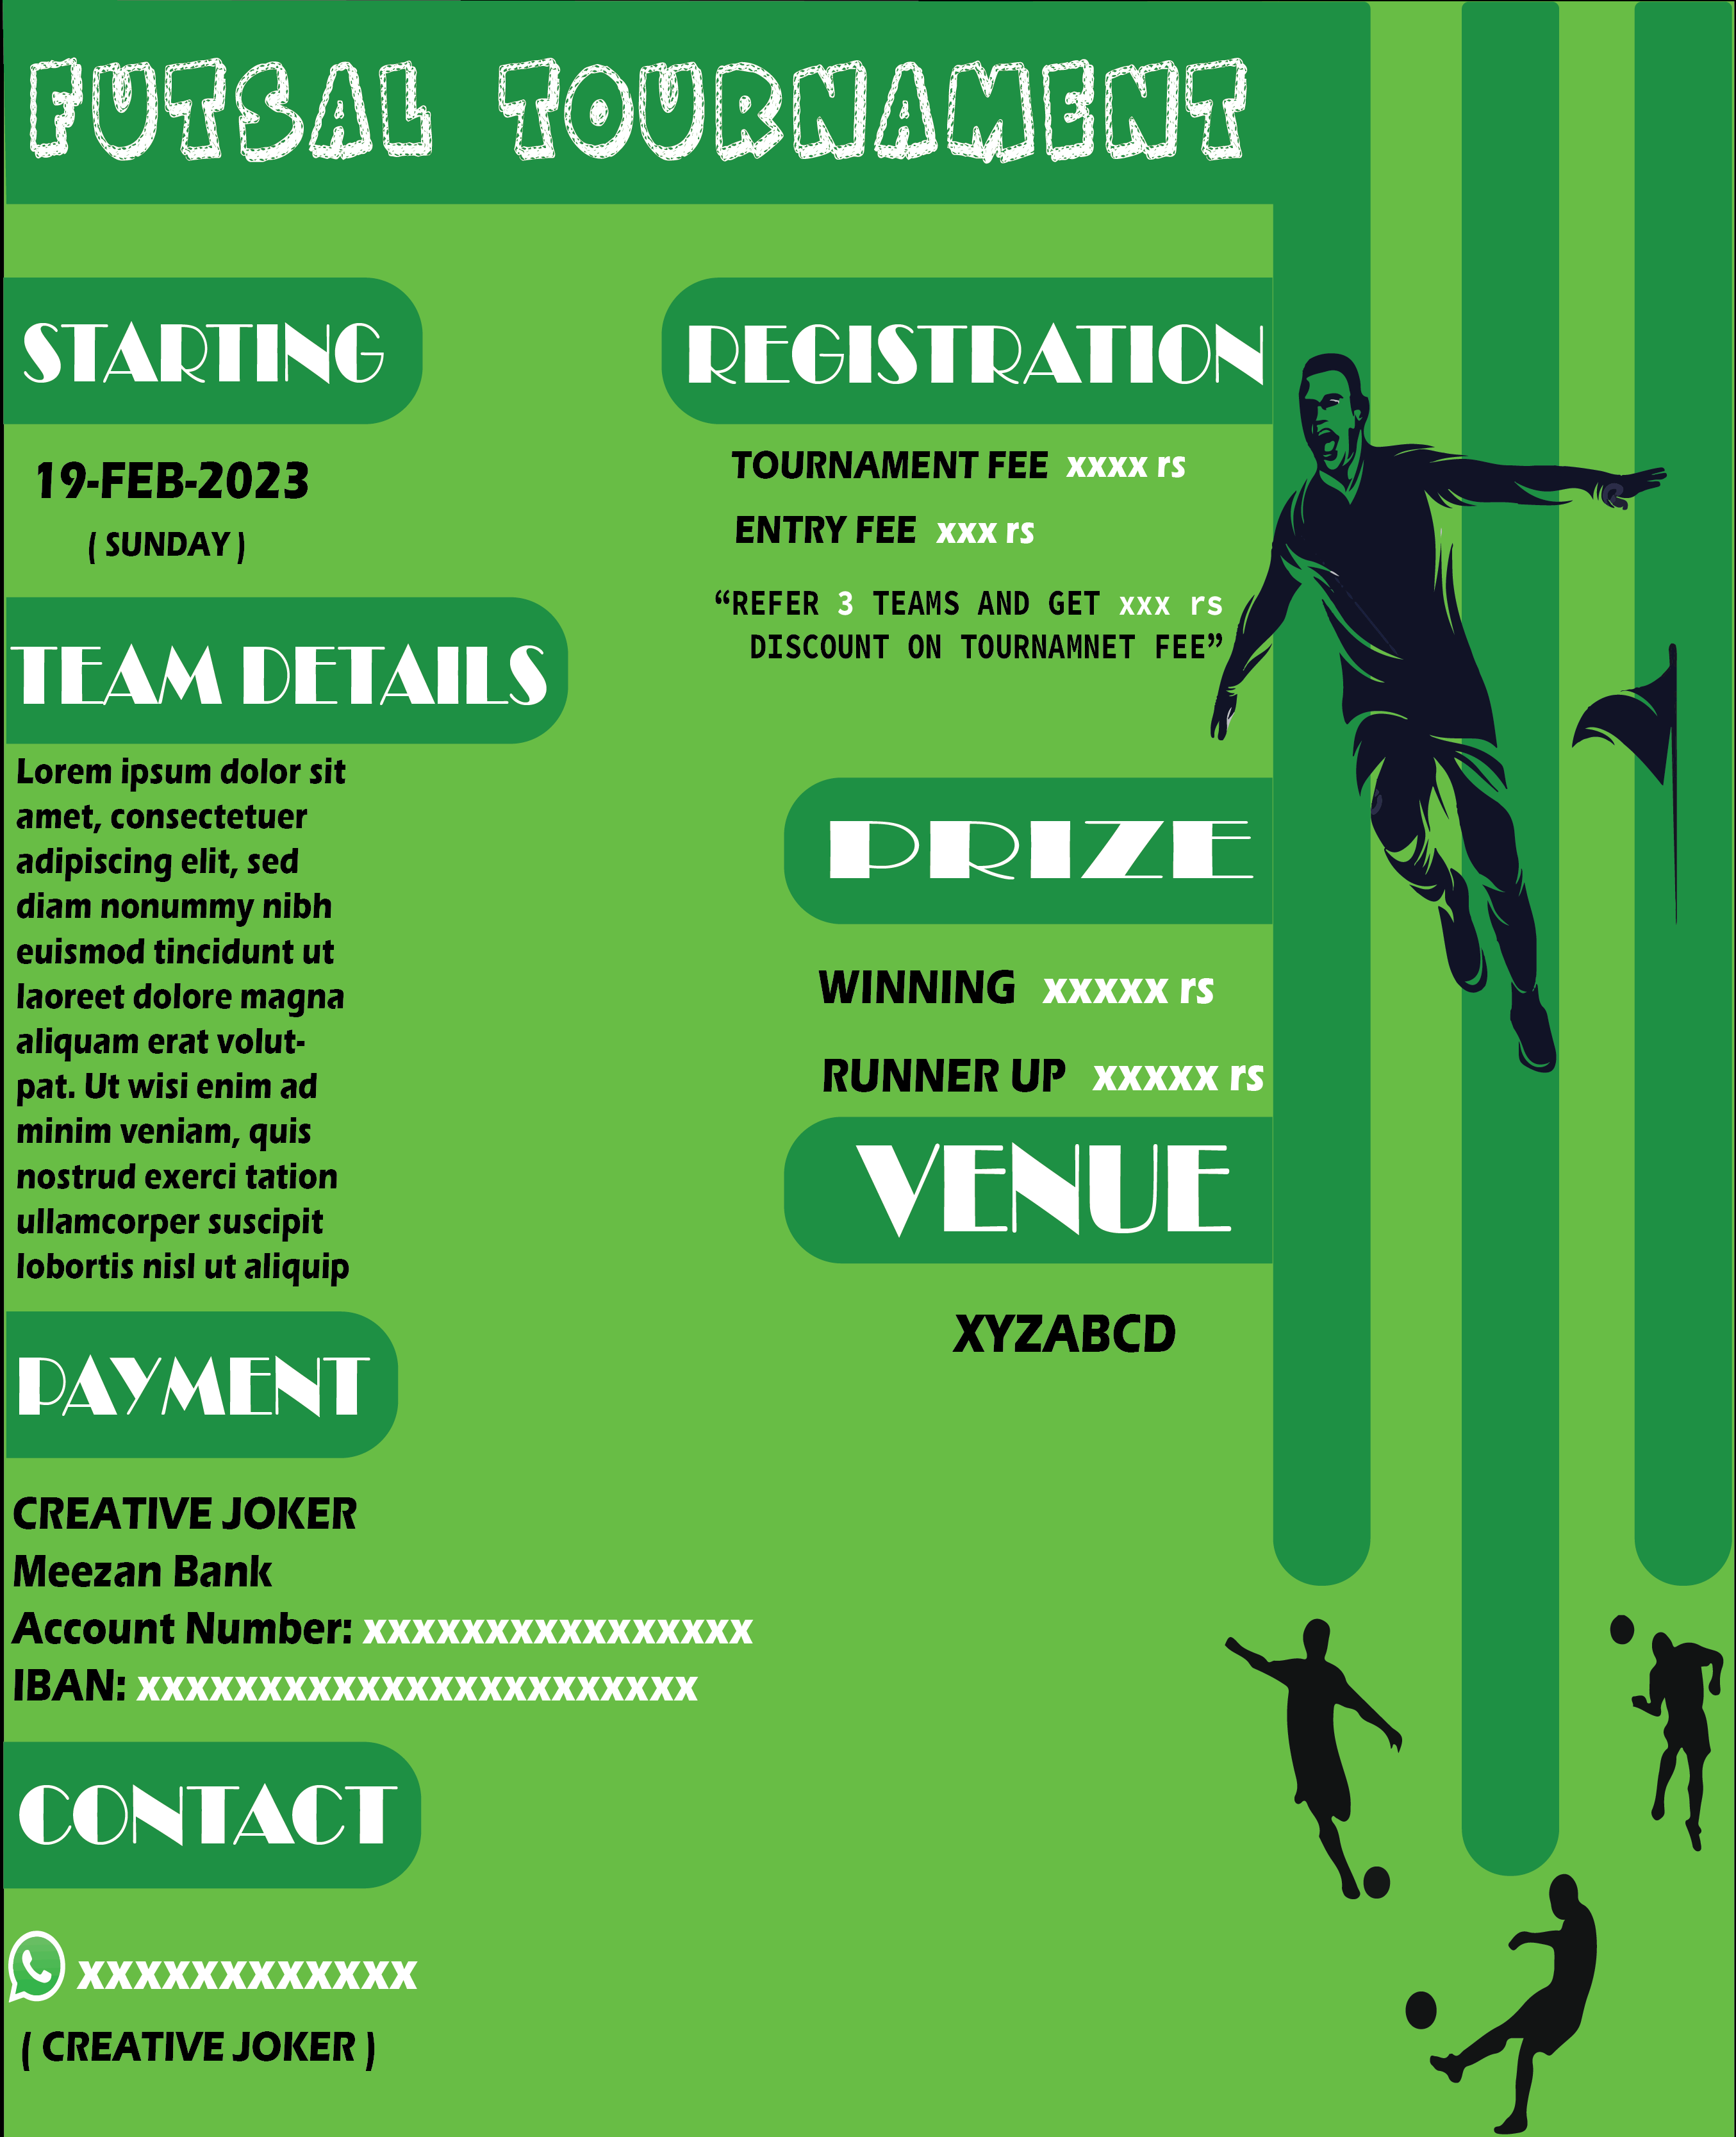 FUTSAL TOURNAMENT
STARTING
19-FEB-2023
( SUNDAY )
TEAM DETAILS
Lorem ipsum dolor sit
amet, consectetuer
adipiscing elit, sed
diam nonummy nibh
euismod tincidunt ut
laoreet dolore magna
aliquam erat volut-
pat. Ut wisi enim ad
minim veniam, quis
nostrud exerci tation
ullamcorper suscipit
lobortis nisl ut aliquip
PAYMENT
CREATIVE JOKER
Meezan Bank
Account Number: xxxxxxxxxxxxxxxx
IBAN: xxxxxxxxxxxxxxxxxxxxxxx
CONTACT
xxxxxxxxxxxx
( CREATIVE JOKER )
REGISTRATION
TOURNAMENT FEE xxxx rs
ENTRY FEE xxx rs
“REFER 3 TEAMS AND GET xxx rs
DISCOUNT ON TOURNAMNET FEE”
PRIZE
WINNING xxxxx rs
RUNNER UP xxxxx rs
VENUE
XYZABCD